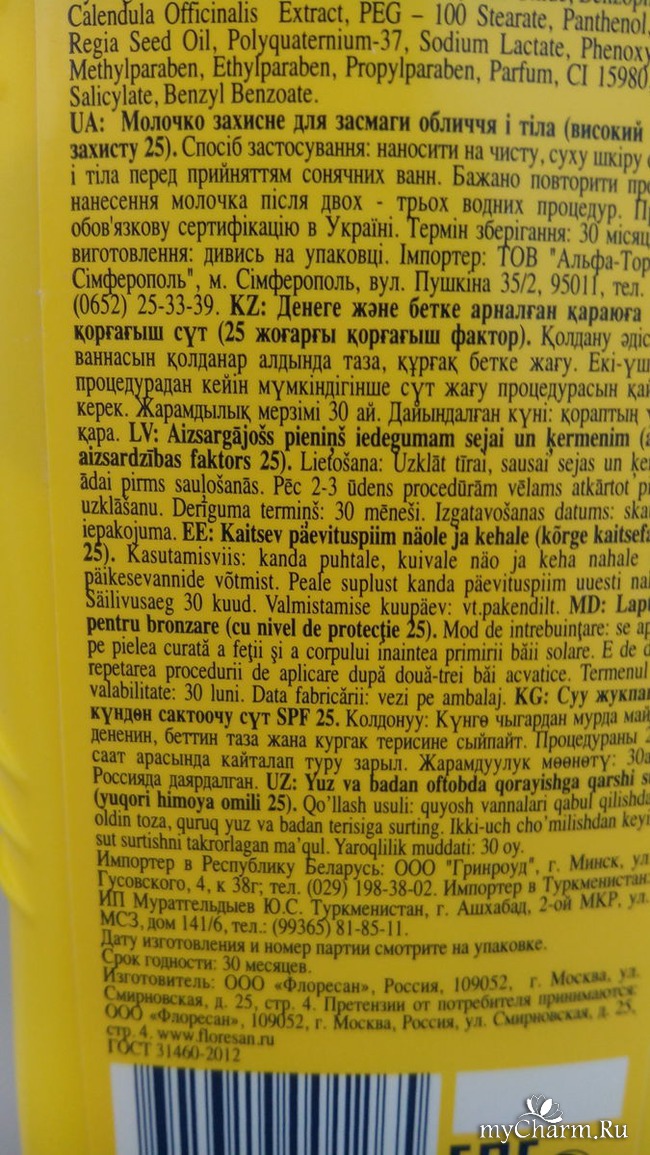 Calendula Officinalis Extract, PEG – 100 Stearate, Panthenol,
Regia Seed Oil, Polyquaternium-37, Sodium Lactate, Phenoxy
Methylparaben, Ethylparaben, Propylparaben, Parfum, CI 15980
Salicylate, Benzyl Benzoate.
UA: Молочко захисне для засмаги обличчя і тіла (високий
захисту 25). Спосіб застосування: наносити на чисту, суху шкіру
і тіла перед прийняттям сонячних ванн. Бажано повторити про
нанесення молочка після двох - трьох водних процедур. П
обов'язкову сертифікацію в Україні. Термін зберігання: 30 місяц
виготовлення: дивись на упаковці. Імпортер: ТОВ "Альфа-Тор
Сімферополь", м. Сімферополь, вул. Пушкіна 35/2, 95011, тел.
(0652) 25-33-39. KZ: Денеге және бетке арналған қараюға
қорғағыш сүт (25 жоғарғы қорғағыш фактор). Қолдану әдіс
ваннасын қолданар алдында таза, құрғақ бетке жағу. Екі-үш
процедурадан кейін мүмкіндігінше сүт жағу процедурасын қай
керек. Жарамдылық мерзімі 30 ай. Дайындалған күні: қораптың
қара. LV: Aizsargājošs pieniņš iedegumam sejai un ķermenim (a
aizsardzības faktors 25). Lietošana: Uzklāt tīrai, sausai sejas un ķe
ādai pirms sauļošanās. Pēc 2-3 ūdens procedūrām vēlams atkārtot p
uzklāšanu. Derīguma termiņš: 30 mēneši. Izgatavošanas datums: ska
iepakojuma. EE: Kaitsev päevituspiim näole ja kehale (kõrge kaitsefa
25). Kasutamisviis: kanda puhtale, kuivale näo ja keha nahale
päikesevannide võtmist. Peale suplust kanda päevituspiim uuesti na
Säilivusaeg 30 kuud. Valmistamise kuupäev: vt.pakendilt. MD: Lapt
pentru bronzare (cu nivel de protecţie 25). Mod de intrebuinţare: se ap
pe pielea curată a feţii şi a corpului inaintea primirii băii solare. E de d
repetarea procedurii de aplicare după două-trei băi acvatice. Termenul
valabilitate: 30 luni. Data fabricării: vezi pe ambalaj. KG: Суу жукпа
күндөн сактоочу сүт SPF 25. Колдонуу: Күнгө чыгардан мурда май
дененин, беттин таза жана кургак терисине сыйпайт. Процедураны 2
саат арасында кайталап туру зарыл. Жарамдуулук мөөнөтү: 30а
Россияда даярдалган. UZ: Yuz va badan oftobda qorayishga qarshi s
(yuqori himoya omili 25). Qo’llash usuli: quyosh vannalari qabul qilishda
oldin toza, quruq yuz va badan terisiga surting. Ikki-uch cho’milishdan keyi
sut surtishni takrorlagan ma’qul. Yaroqlilik muddati: 30 oy.
Импортер в Республику Беларусь: ООО "Гринроуд", г. Минск, ул
Гусовского, 4, к 38г; тел. (029) 198-38-02. Импортер в Туркменистан:
ИП Муратгельдыев Ю.С. Туркменистан, г. Ашхабад, 2-ой МКР, ул.
МСЗ, дом 141/6, тел.: (99365) 81-85-11.
Дату изготовления и номер партии смотрите на упаковке.
Срок годности: 30 месяцев.
Изготовитель: ООО «Флоресан», Россия, 109052, г. Москва, ул.
Смирновская, д. 25, стр. 4. Претензии от потребителя принимаются:
ООО «Флоресан», 109052, г. Москва, Россия, ул. Смирновская, д. 25,
стр. 4. www.floresan.ru
ГОСТ 31460-2012
myCharm.Ru